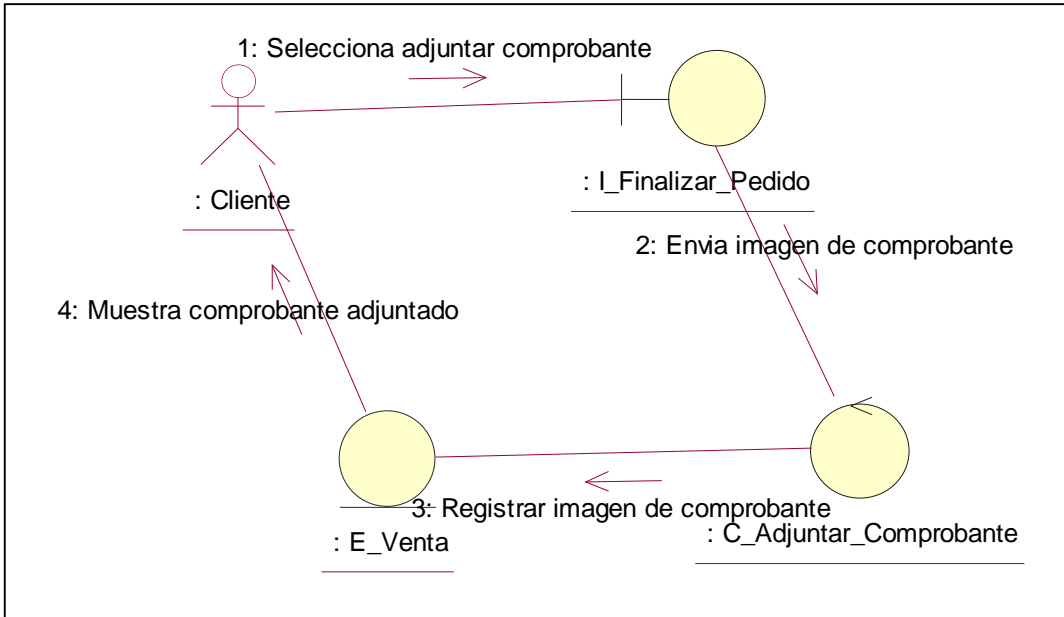 1: Selecciona adjuntar comprobante
: I_Finalizar_Pedido
: Cliente
2: Envia imagen de comprobante
4: Muestra comprobante adjuntado
3: Registrar imagen de comprobante
: C_Adjuntar_Comprobante
: E_Venta